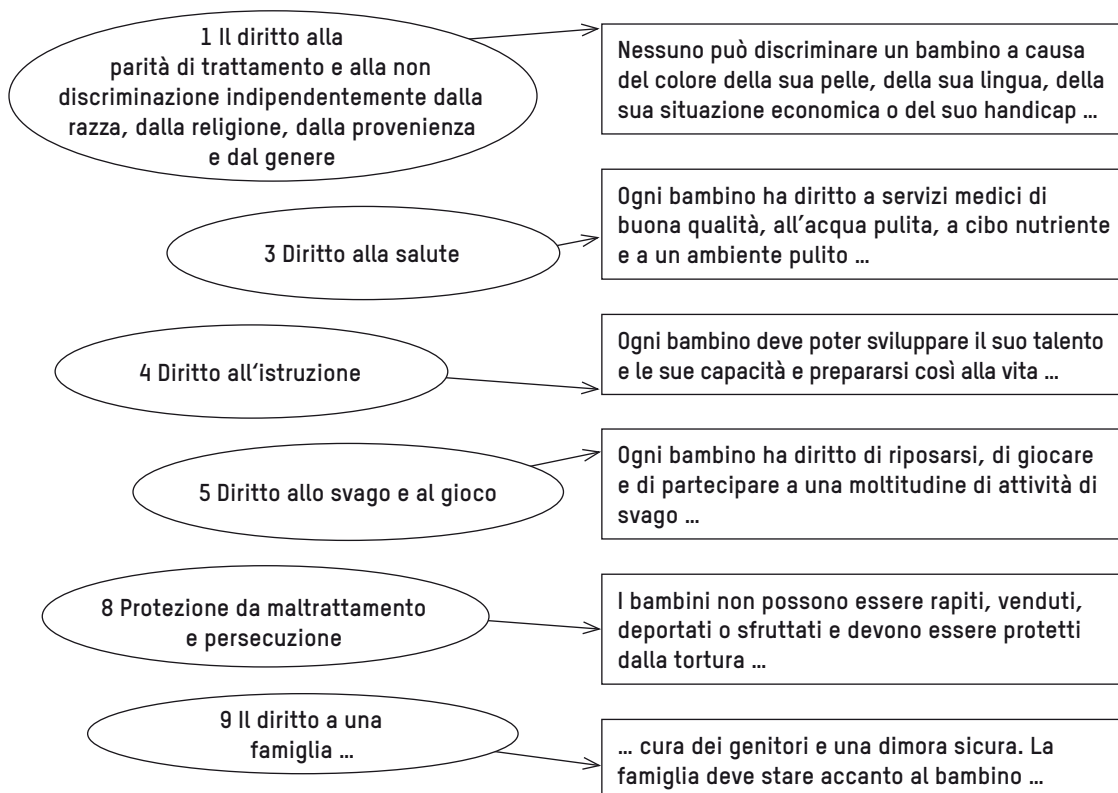 1 Il diritto alla
parità di trattamento e alla non
discriminazione indipendentemente dalla
razza, dalla religione, dalla provenienza
e dal genere
Nessuno può discriminare un bambino a causa
del colore della sua pelle, della sua lingua, della
sua situazione economica o del suo handicap ...
3 Diritto alla salute
Ogni bambino ha diritto a servizi medici di
buona qualità, all'acqua pulita, a cibo nutriente
e a un ambiente pulito ...
4 Diritto all‘istruzione
Ogni bambino deve poter sviluppare il suo talento
e le sue capacità e prepararsi così alla vita ...
5 Diritto allo svago e al gioco
Ogni bambino ha diritto di riposarsi, di giocare
e di partecipare a una moltitudine di attività di
svago ...
8 Protezione da maltrattamento
e persecuzione
I bambini non possono essere rapiti, venduti,
deportati o sfruttati e devono essere protetti
dalla tortura ...
9 Il diritto a una
famiglia ...
... cura dei genitori e una dimora sicura. La
famiglia deve stare accanto al bambino ...